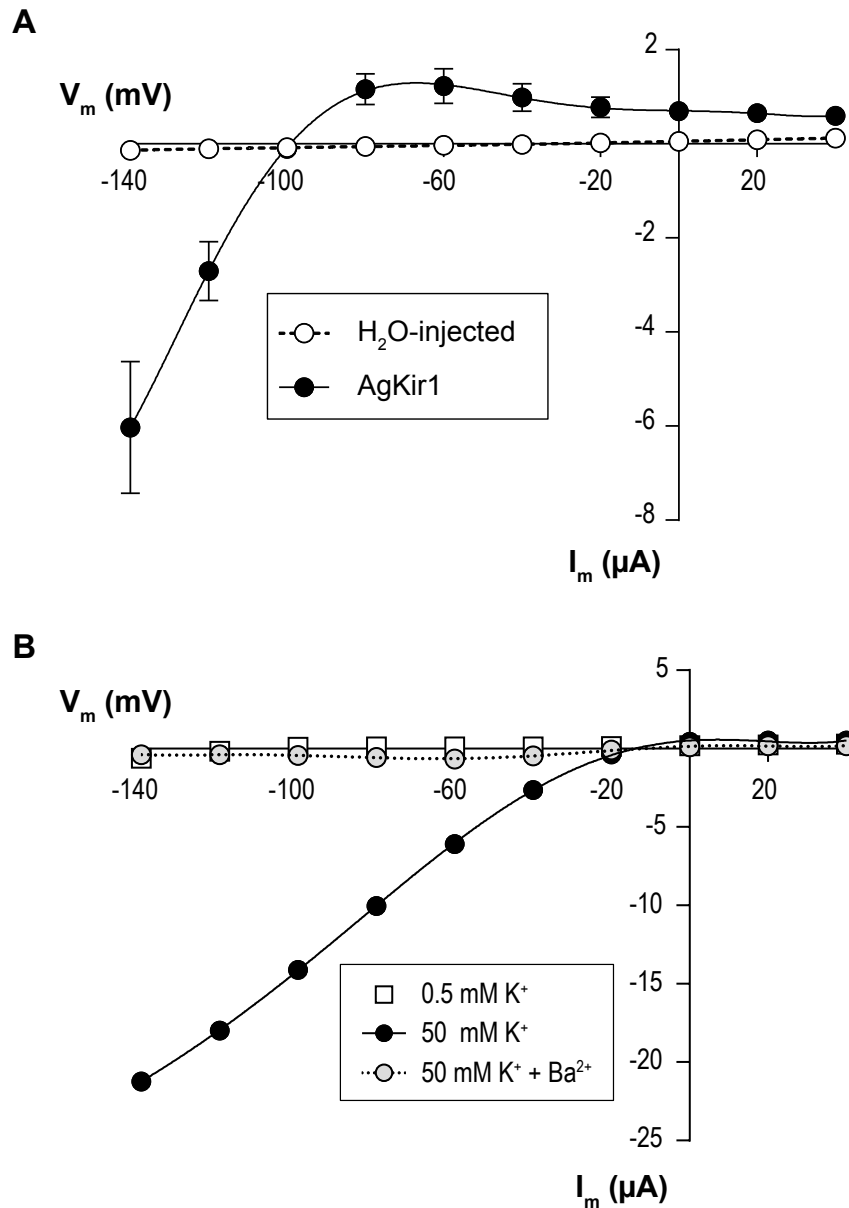 A
2
V_m (mV)
-140
-100
-60
-20
20
-2
H₂O-injected
AgKir1
-4
-6
-8
I_m (µA)
B
5
V_m (mV)
-140
-100
-60
-20
20
-5
-10
0.5 mM K⁺
50 mM K⁺
50 mM K⁺ + Ba²⁺
-15
-20
-25
I_m (µA)